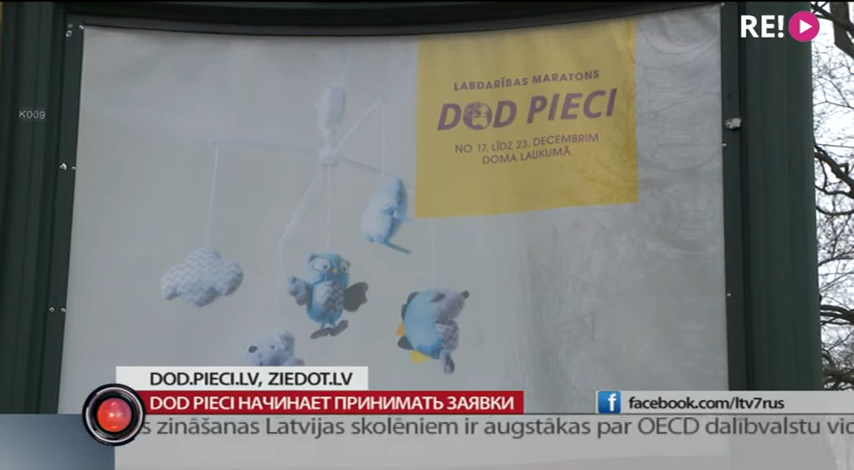 RE!
K009
LABDARĪBAS MARATONS
DOD PIECI
NO 17. LĪDZ 23. DECEMBRIM
DOMA LAUKUMĀ
DOD.PIECI.LV, ZIEDOT.LV
DOD PIECI НАЧИНАЕТ ПРИНИМАТЬ ЗАЯВКИ
facebook.com/ltv7rus
s zināšanas Latvijas skolēniem ir augstākas par OECD dalībvalstu vid